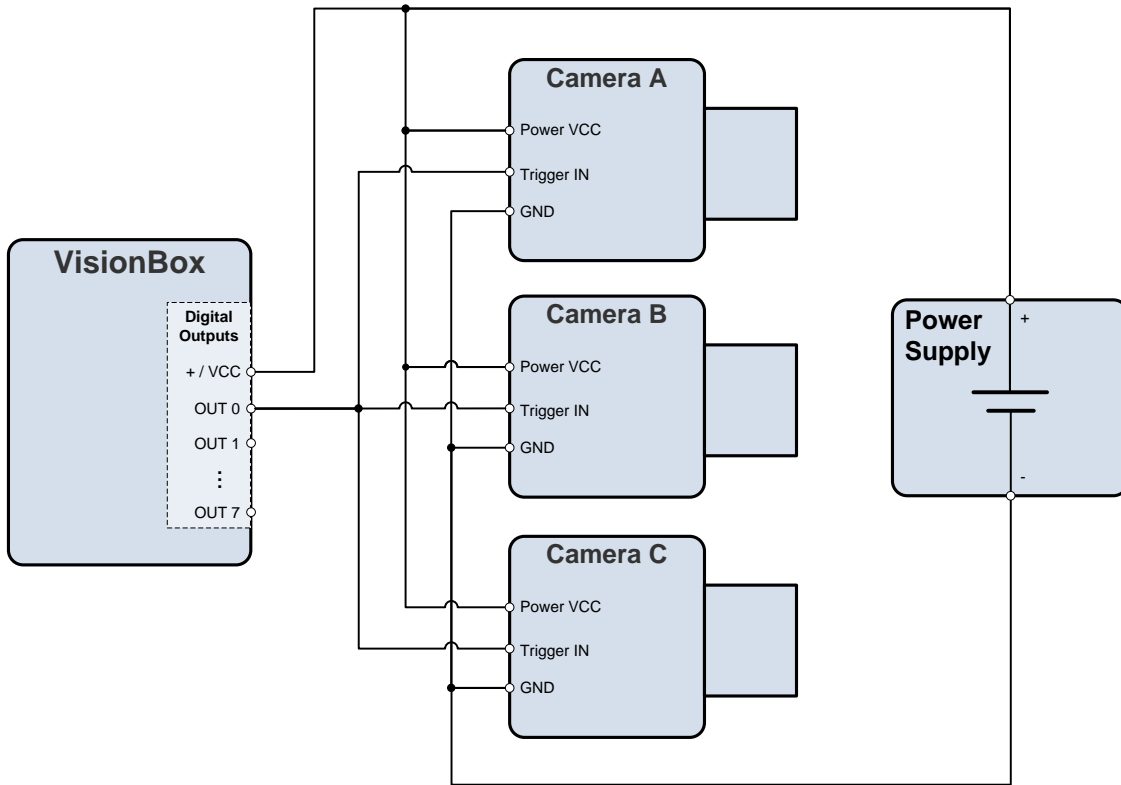 Camera A
Power VCC
Trigger IN
GND
VisionBox
Digital
Outputs
+ / VCC
OUT 0
OUT 1
⋮
OUT 7
Camera B
Power VCC
Trigger IN
GND
Camera C
Power VCC
Trigger IN
GND
Power
Supply
+
-